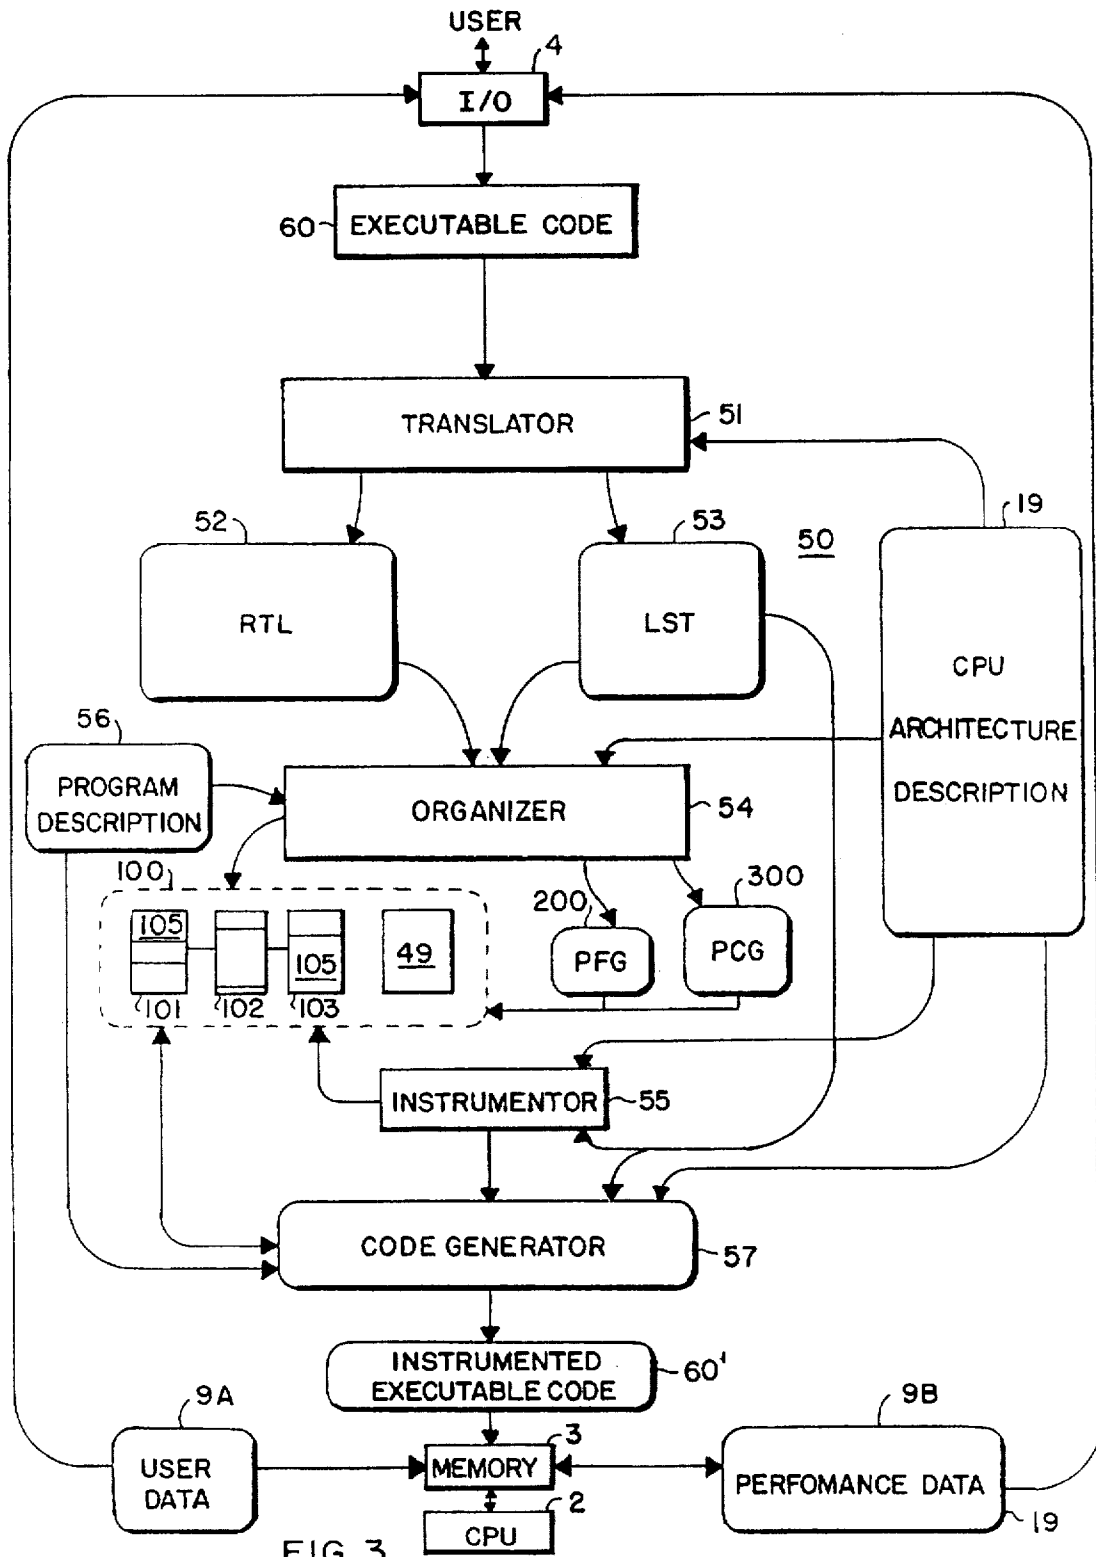 USER
4
I/O
60
EXECUTABLE CODE
TRANSLATOR
51
52
53
50
19
RTL
LST
CPU
ARCHITECTURE
DESCRIPTION
56
PROGRAM
DESCRIPTION
ORGANIZER
54
100
200
300
105
105
49
PFG
PCG
101
102
103
INSTRUMENTOR
55
CODE GENERATOR
57
INSTRUMENTED
EXECUTABLE CODE
60'
9A
USER
DATA
3
MEMORY
2
CPU
9B
PERFOMANCE DATA
19
FIG. 3